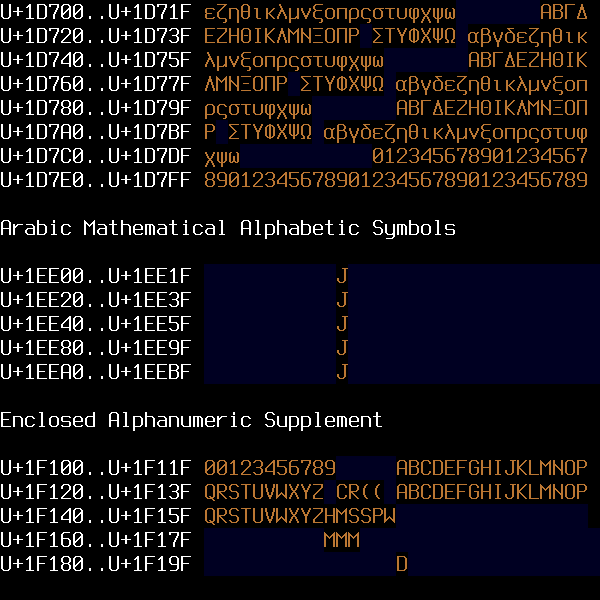 U+1D700..U+1D71F εζηθικλμνξοπρςστυφχψω       ΑΒΓΔ
U+1D720..U+1D73F ΕΖΗΘΙΚΛΜΝΞΟΠΡ ΣΤΥΦΧΨΩ αβγδεζηθικ
U+1D740..U+1D75F λμνξοπρςστυφχψω       ΑΒΓΔΕΖΗΘΙΚ
U+1D760..U+1D77F ΛΜΝΞΟΠΡ ΣΤΥΦΧΨΩ αβγδεζηθικλμνξοπ
U+1D780..U+1D79F ρςστυφχψω       ΑΒΓΔΕΖΗΘΙΚΛΜΝΞΟΠ
U+1D7A0..U+1D7BF Ρ ΣΤΥΦΧΨΩ αβγδεζηθικλμνξοπρςστυφ
U+1D7C0..U+1D7DF χψω           012345678901234567
U+1D7E0..U+1D7FF 89012345678901234567890123456789
Arabic Mathematical Alphabetic Symbols
U+1EE00..U+1EE1F            J
U+1EE20..U+1EE3F            J
U+1EE40..U+1EE5F            J
U+1EE80..U+1EE9F            J
U+1EEA0..U+1EEBF            J
Enclosed Alphanumeric Supplement
U+1F100..U+1F11F 00123456789     ABCDEFGHIJKLMNOP
U+1F120..U+1F13F QRSTUVWXYZ CR(( ABCDEFGHIJKLMNOP
U+1F140..U+1F15F QRSTUVWXYZHMSSPW
U+1F160..U+1F17F           MMM
U+1F180..U+1F19F                 D